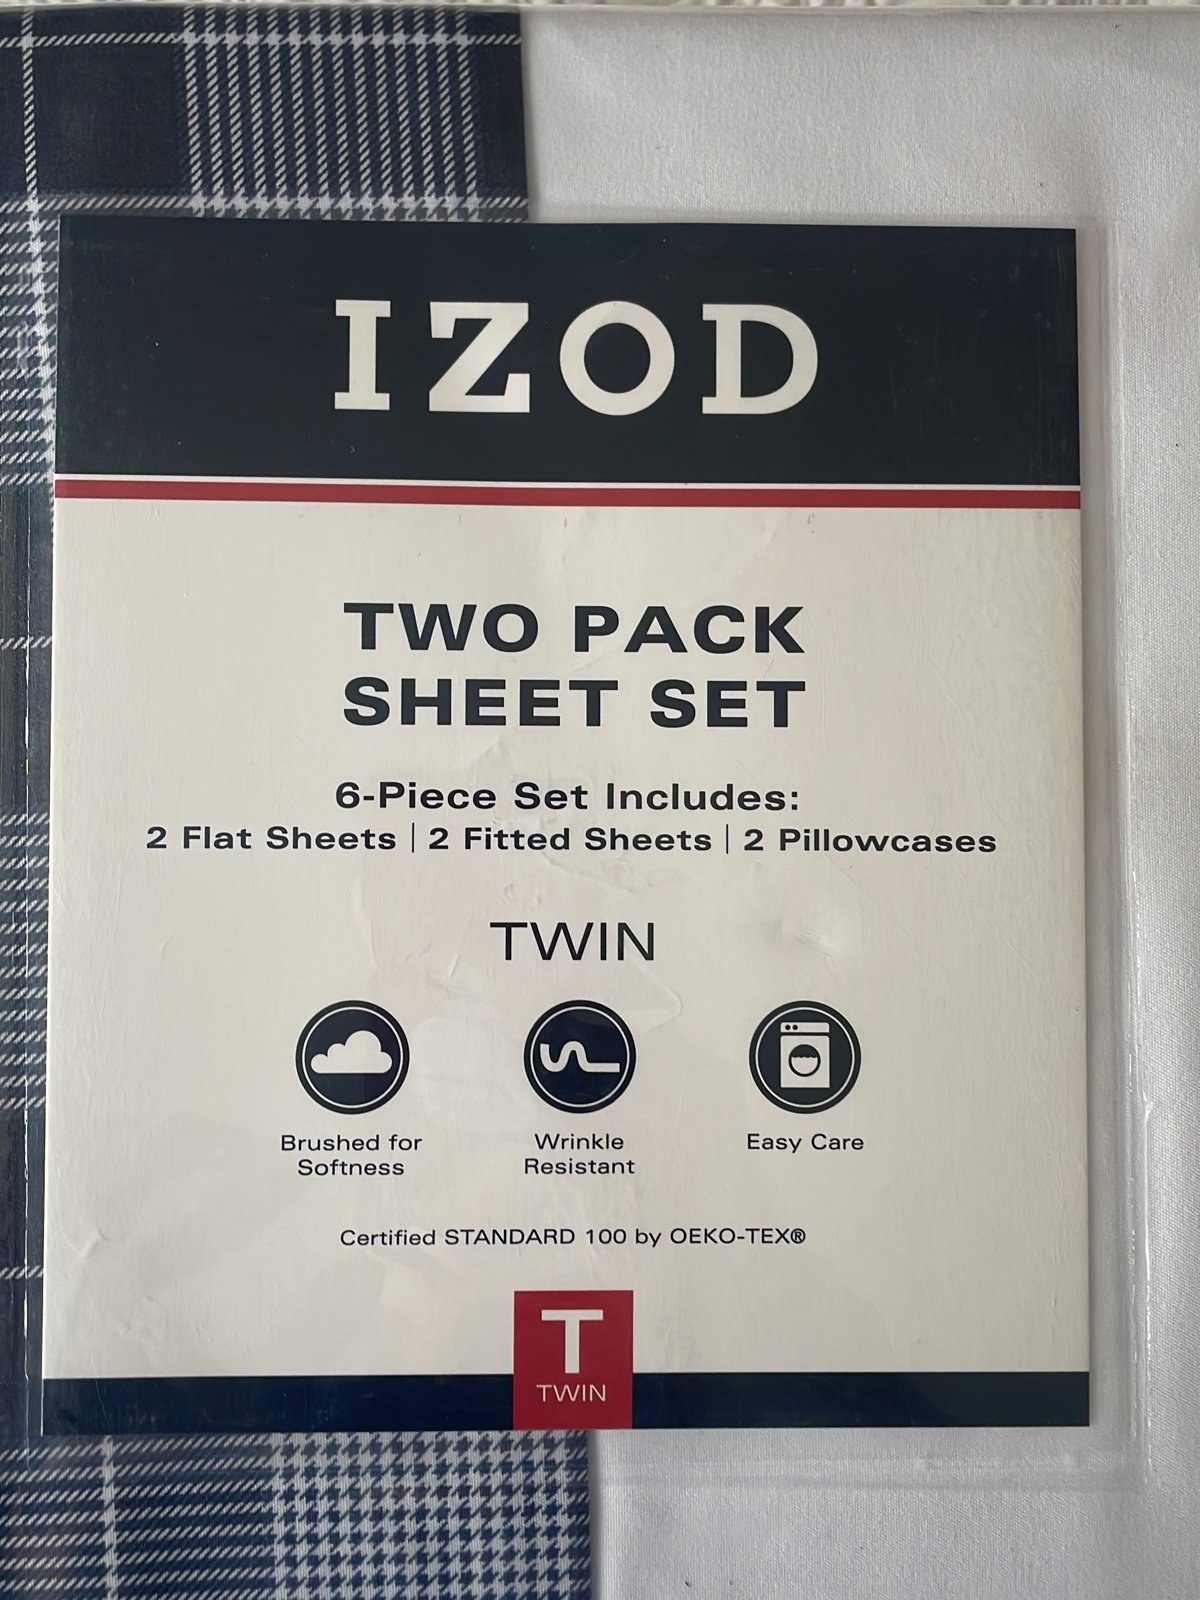 IZOD
TWO PACK
SHEET SET
6-Piece Set Includes:
2 Flat Sheets | 2 Fitted Sheets | 2 Pillowcases
TWIN
Brushed for
Softness
Wrinkle
Resistant
Easy Care
Certified STANDARD 100 by OEKO-TEX®
T
TWIN